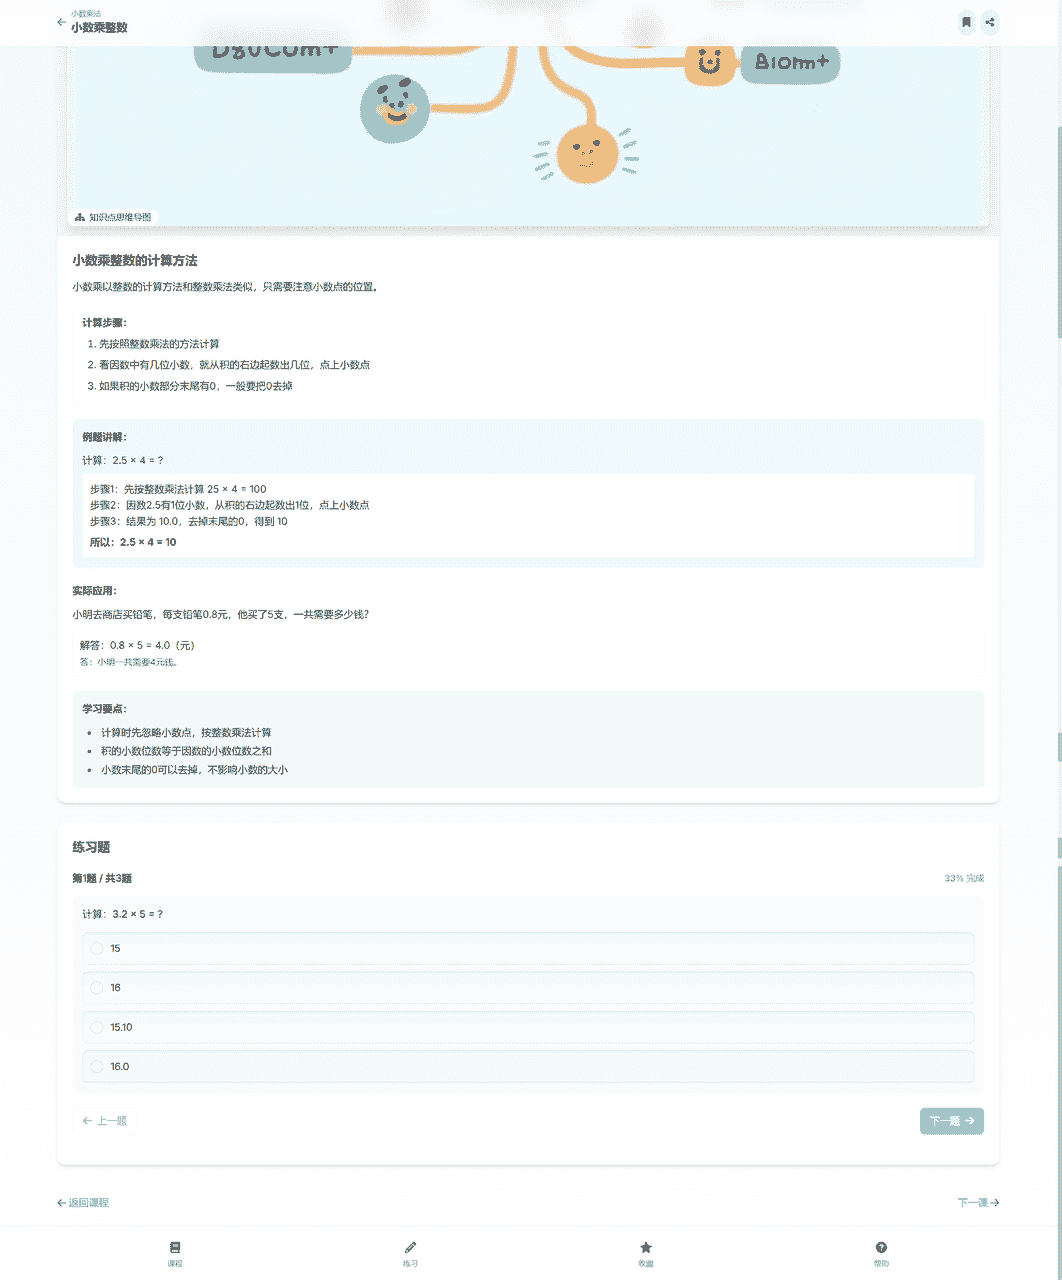 小数乘法
小数乘整数
DgUCom+
Biomn+
知识点思维导图
小数乘整数的计算方法
小数乘以整数的计算方法和整数乘法类似，只需要注意小数点的位置。
计算步骤：
1. 先按照整数乘法的方法计算
2. 看因数中有几位小数，就从积的右边起数出几位，点上小数点
3. 如果积的小数部分末尾有0，一般要把0去掉
例题讲解：
计算：2.5 × 4 = ?
步骤1：先按整数乘法计算 25 × 4 = 100
步骤2：因数2.5有1位小数，从积的右边起数出1位，点上小数点
步骤3：结果为 10.0，去掉末尾的0，得到 10
所以：2.5 × 4 = 10
实际应用：
小明去商店买铅笔，每支铅笔0.8元，他买了5支，一共需要多少钱？
解答：0.8 × 5 = 4.0（元）
答：小明一共需要4元钱。
学习要点：
• 计算时先忽略小数点，按整数乘法计算
• 积的小数位数等于因数的小数位数之和
• 小数末尾的0可以去掉，不影响小数的大小
练习题
第1题 / 共3题
33% 完成
计算：3.2 × 5 = ?
15
16
15.10
16.0
← 上一题
下一题 →
← 返回课程
下一课 →
课程
练习
收藏
帮助